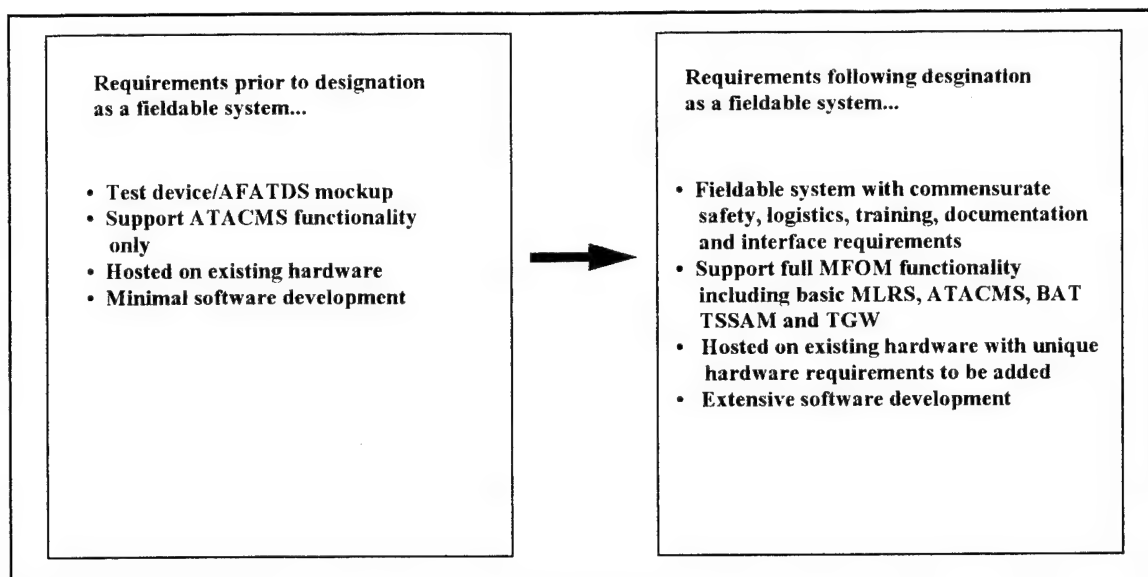 Requirements prior to designation
as a fieldable system...
• Test device/AFATDS mockup
• Support ATACMS functionality
only
• Hosted on existing hardware
• Minimal software development
Requirements following desgination
as a fieldable system...
• Fieldable system with commensurate
safety, logistics, training, documentation
and interface requirements
• Support full MFOM functionality
including basic MLRS, ATACMS, BAT
TSSAM and TGW
• Hosted on existing hardware with unique
hardware requirements to be added
• Extensive software development